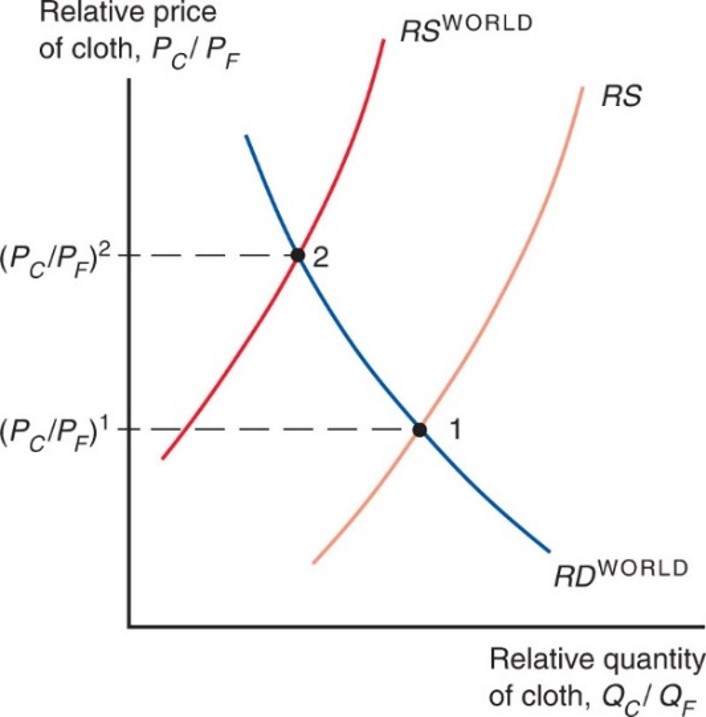 Relative price
of cloth, P_C/P_F
RS^WORLD
RS
(P_C/P_F)²
2
(P_C/P_F)¹
1
RD^WORLD
Relative quantity
of cloth, Q_C/Q_F